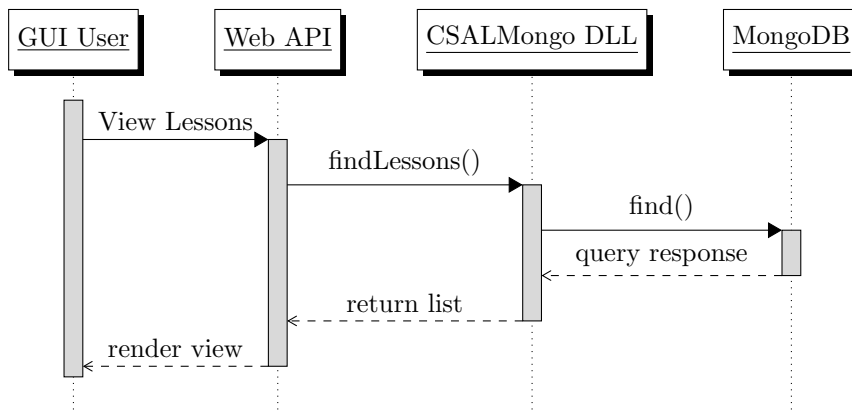 GUI User
Web API
CSALMongo DLL
MongoDB
View Lessons
findLessons()
find()
query response
return list
render view